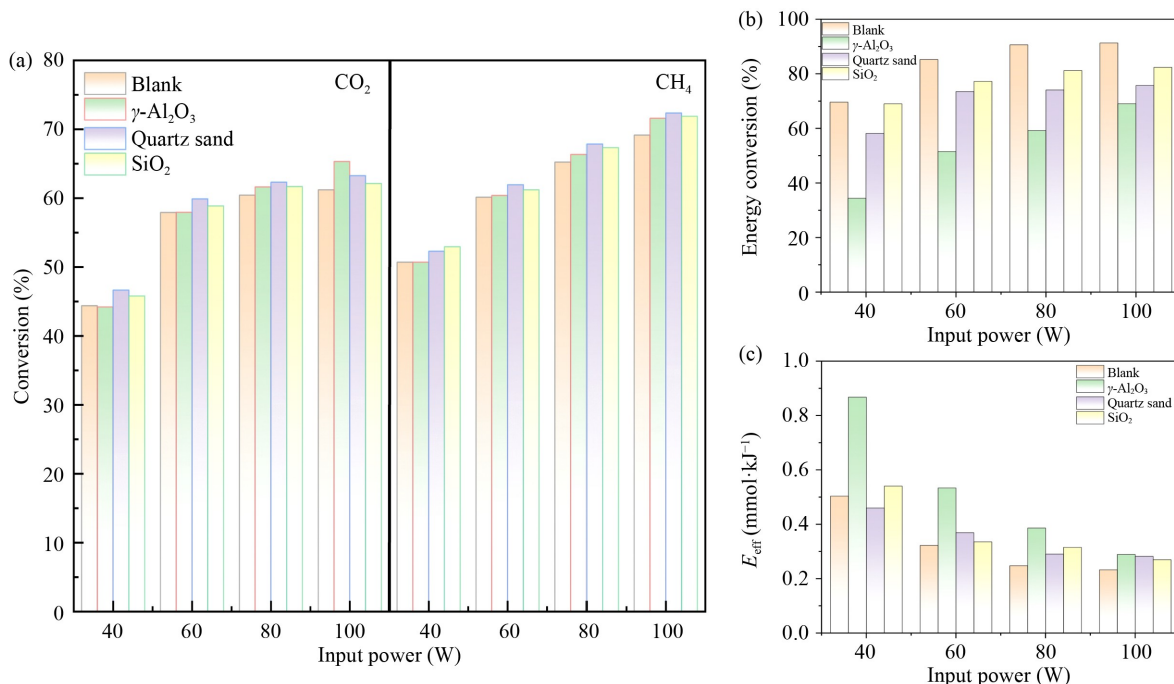 (a)
80
70
60
50
40
30
20
10
0
Conversion (%)
Blank
γ-Al₂O₃
Quartz sand
SiO₂
CO₂
CH₄
40 60 80 100 40 60 80 100
Input power (W)
(b)
100
80
60
40
20
0
Energy conversion (%)
Blank
γ-Al₂O₃
Quartz sand
SiO₂
40 60 80 100
Input power (W)
(c)
1.0
0.8
0.6
0.4
0.2
0.0
E_eff (mmol·kJ⁻¹)
Blank
γ-Al₂O₃
Quartz sand
SiO₂
40 60 80 100
Input power (W)